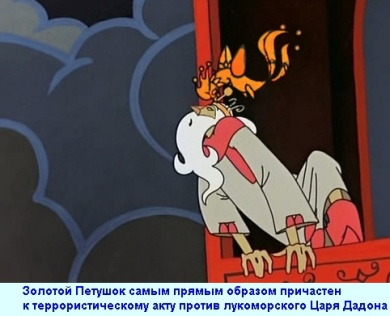 Золотой Петушок самым прямым образом причастен
к террористическому акту против лукоморского Царя Дадона